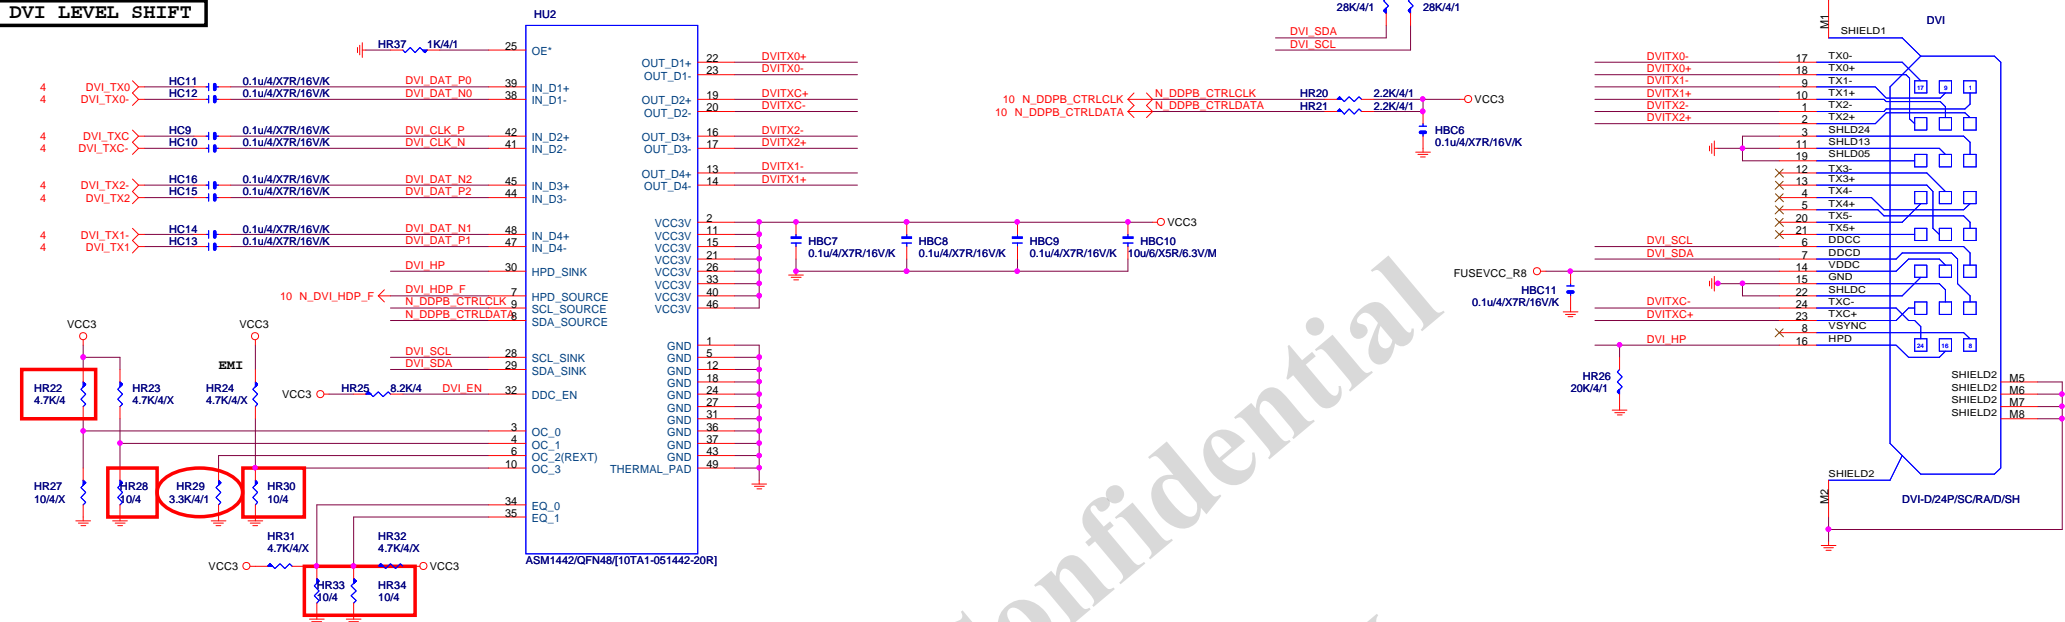 DVI LEVEL SHIFT
HU2
HR37 1K/4/1 25 OE*
4 DVI_TX0 HC11 0.1u/4/X7R/16V/K DVI_DAT_P0 39 IN_D1+
4 DVI_TX0- HC12 0.1u/4/X7R/16V/K DVI_DAT_N0 38 IN_D1-
4 DVI_TXC HC9 0.1u/4/X7R/16V/K DVI_CLK_P 42 IN_D2+
4 DVI_TXC- HC10 0.1u/4/X7R/16V/K DVI_CLK_N 41 IN_D2-
4 DVI_TX2- HC16 0.1u/4/X7R/16V/K DVI_DAT_N2 45 IN_D3+
4 DVI_TX2 HC15 0.1u/4/X7R/16V/K DVI_DAT_P2 44 IN_D3-
4 DVI_TX1- HC14 0.1u/4/X7R/16V/K DVI_DAT_N1 48 IN_D4+
4 DVI_TX1 HC13 0.1u/4/X7R/16V/K DVI_DAT_P1 47 IN_D4-
DVI_HP 30 HPD_SINK
10 N_DVI_HDP_F DVI_HDP_F 7 HPD_SOURCE
N_DDPB_CTRLCLK 9 SCL_SOURCE
N_DDPB_CTRLDATA 8 SDA_SOURCE
DVI_SCL 28 SCL_SINK
DVI_SDA 29 SDA_SINK
VCC3 HR25 8.2K/4 DVI_EN 32 DDC_EN
3 OC_0
4 OC_1
6 OC_2(REXT)
10 OC_3
34 EQ_0
35 EQ_1
VCC3 VCC3
EMI
HR22 HR23 HR24
4.7K/4 4.7K/4/X 4.7K/4/X
HR27 HR28 HR29 HR30
10/4/X 10/4 3.3K/4/1 10/4
HR31 HR32
4.7K/4/X 4.7K/4/X
VCC3 VCC3
HR33 HR34
10/4 10/4
OUT_D1+ 22 DVITX0+
OUT_D1- 23 DVITX0-
OUT_D2+ 19 DVITXC+
OUT_D2- 20 DVITXC-
OUT_D3+ 16 DVITX2-
OUT_D3- 17 DVITX2+
OUT_D4+ 13 DVITX1-
OUT_D4- 14 DVITX1+
VCC3V 2 VCC3
VCC3V 11
VCC3V 15
VCC3V 21
VCC3V 26
VCC3V 33
VCC3V 40
VCC3V 46
HBC7 HBC8 HBC9 HBC10
0.1u/4/X7R/16V/K 0.1u/4/X7R/16V/K 0.1u/4/X7R/16V/K 10u/6/X5R/6.3V/M
GND 1
GND 5
GND 12
GND 18
GND 24
GND 27
GND 31
GND 36
GND 37
GND 43
THERMAL_PAD 49
ASM1442/QFN48/[10TA1-051442-20R]
28K/4/1 28K/4/1
DVI_SDA
DVI_SCL
10 N_DDPB_CTRLCLK N_DDPB_CTRLCLK HR20 2.2K/4/1 VCC3
10 N_DDPB_CTRLDATA N_DDPB_CTRLDATA HR21 2.2K/4/1
HBC6
0.1u/4/X7R/16V/K
M1
SHIELD1
DVI
DVITX0- 17 TX0-
DVITX0+ 18 TX0+
DVITX1- 9 TX1-
DVITX1+ 10 TX1+
DVITX2- 1 TX2-
DVITX2+ 2 TX2+
3 SHLD24
11 SHLD13
19 SHLD05
12 TX3-
13 TX3+
4 TX4-
5 TX4+
20 TX5-
21 TX5+
DVI_SCL 6 DDCC
DVI_SDA 7 DDCD
FUSEVCC_R8 14 VDDC
15 GND
22 SHLDC
DVITXC- 24 TXC-
DVITXC+ 23 TXC+
8 VSYNC
DVI_HP 16 HPD
HBC11
0.1u/4/X7R/16V/K
HR26
20K/4/1
17 9 1
24 16 8
SHIELD2 M5
SHIELD2 M6
SHIELD2 M7
SHIELD2 M8
SHIELD2
M2
DVI-D/24P/SC/RA/D/SH
onfidential